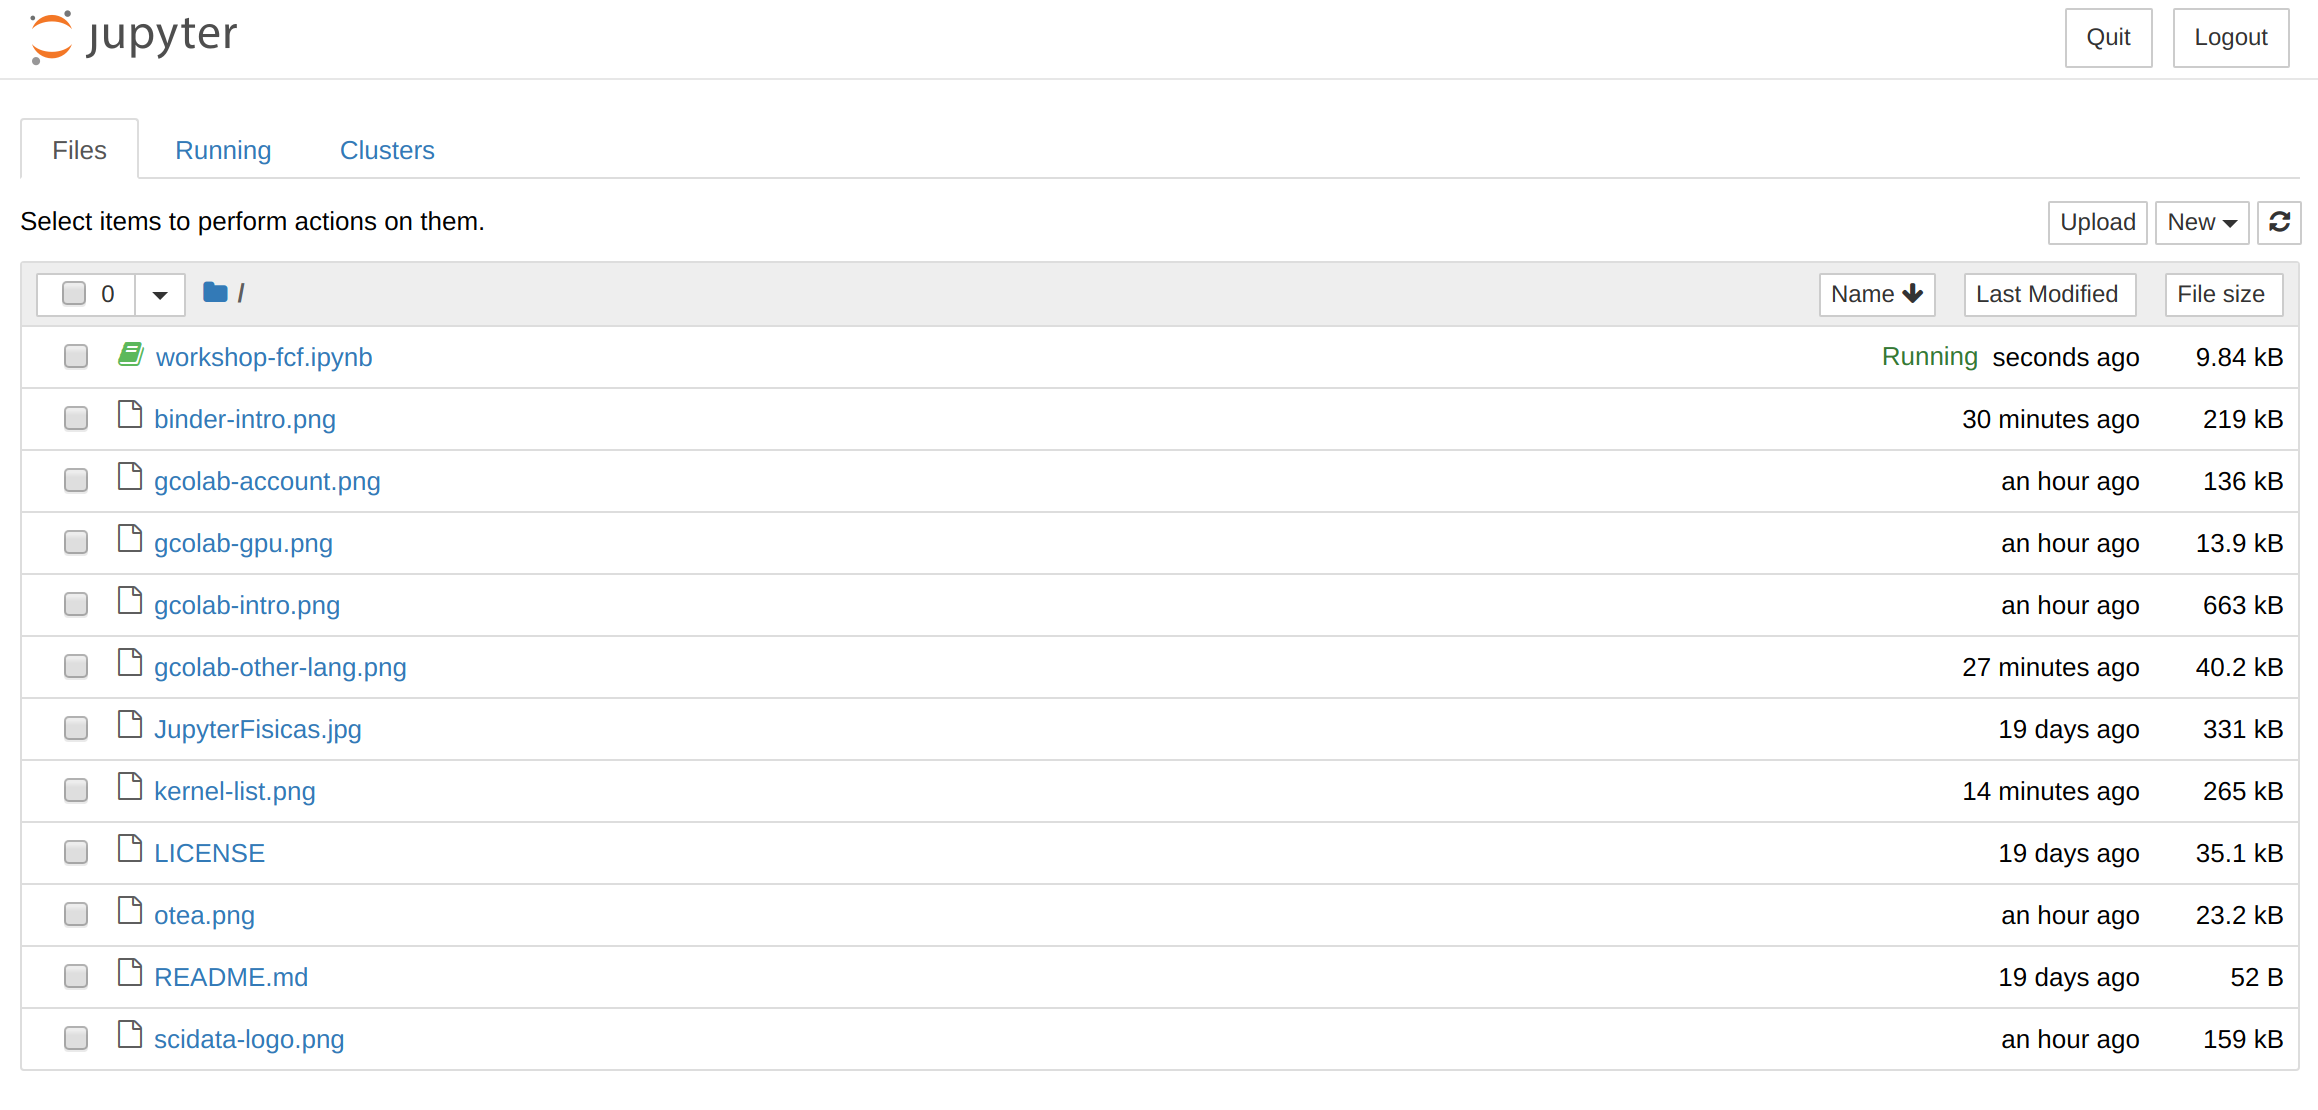 jupyter Quit Logout
Files Running Clusters
Select items to perform actions on them. Upload New
0 / Name Last Modified File size
workshop-fcf.ipynb Running seconds ago 9.84 kB
binder-intro.png 30 minutes ago 219 kB
gcolab-account.png an hour ago 136 kB
gcolab-gpu.png an hour ago 13.9 kB
gcolab-intro.png an hour ago 663 kB
gcolab-other-lang.png 27 minutes ago 40.2 kB
JupyterFisicas.jpg 19 days ago 331 kB
kernel-list.png 14 minutes ago 265 kB
LICENSE 19 days ago 35.1 kB
otea.png an hour ago 23.2 kB
README.md 19 days ago 52 B
scidata-logo.png an hour ago 159 kB